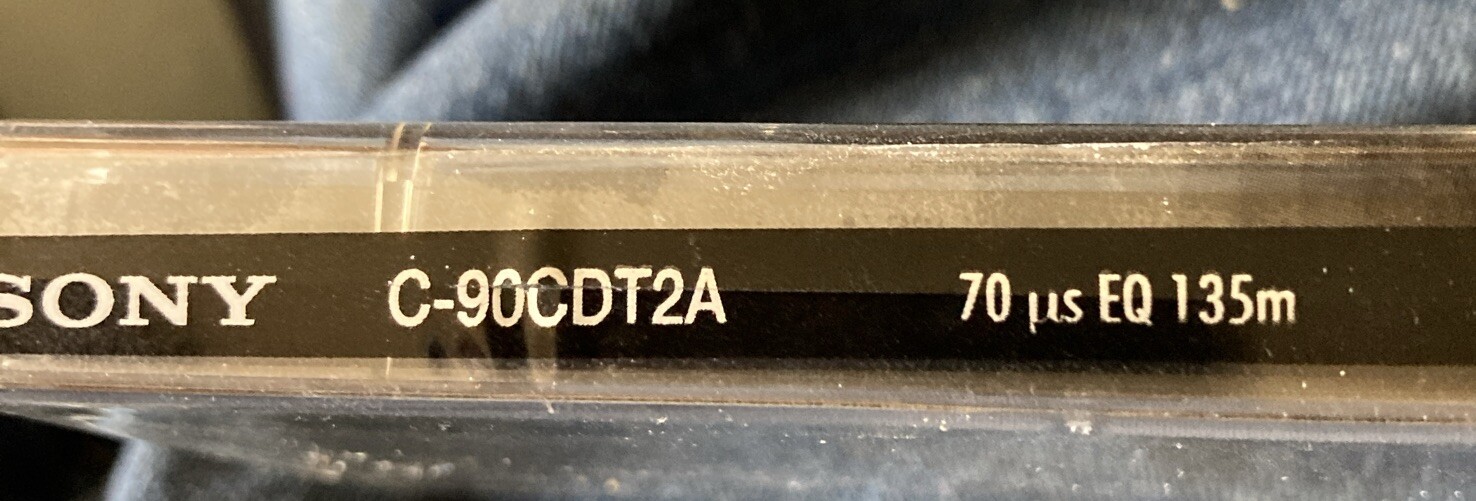 SONY C-90CDT2A 70 µs EQ 135m